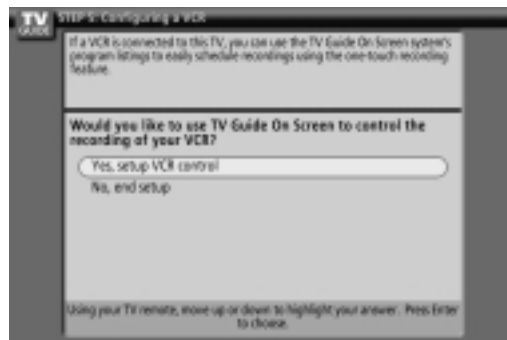 TV
GUIDE
STEP 5: Configuring a VCR
If a VCR is connected to this TV, you can use the TV Guide On Screen system's
program listings to easily schedule recordings using the one-touch recording
feature.
Would you like to use TV Guide On Screen to control the
recording of your VCR?
Yes, setup VCR control
No, end setup
Using your TV remote, move up or down to highlight your answer. Press Enter
to choose.